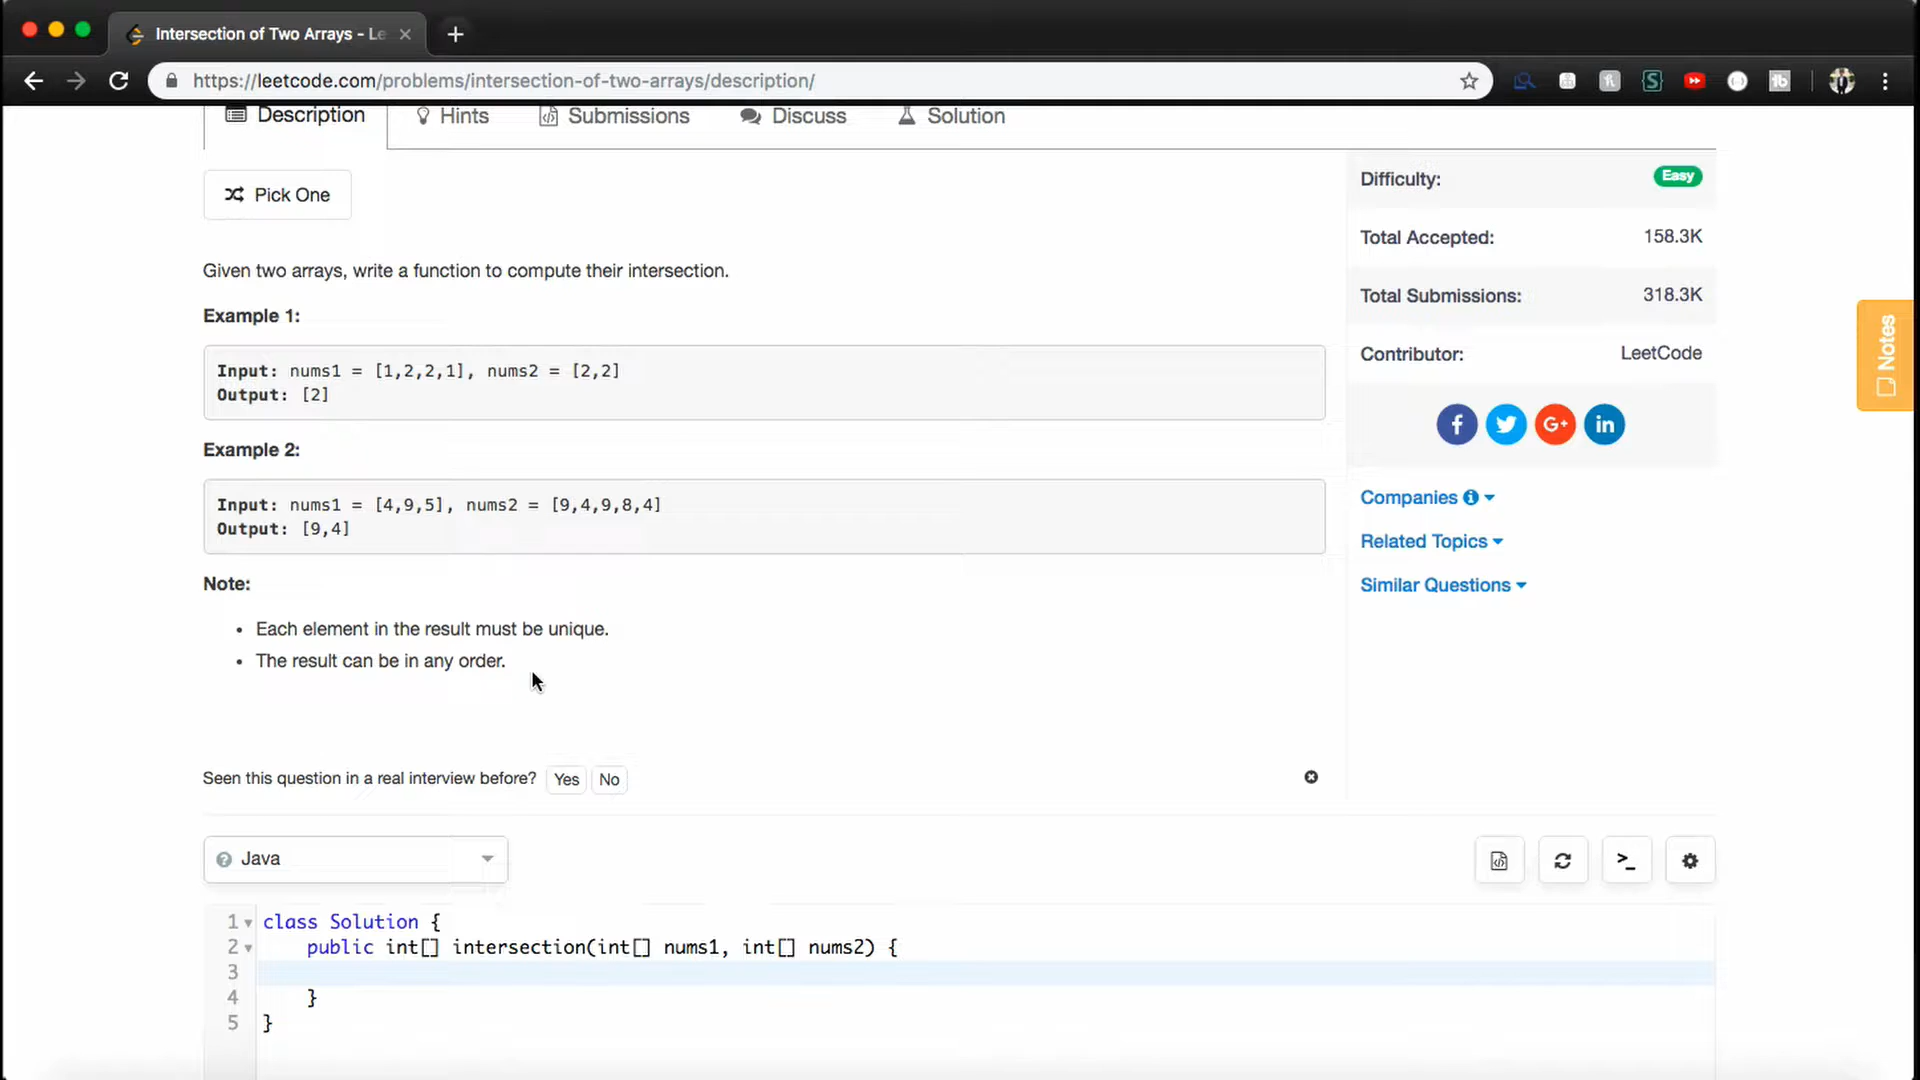 Intersection of Two Arrays - Le
https://leetcode.com/problems/intersection-of-two-arrays/description/
Description Hints Submissions Discuss Solution
Pick One
Given two arrays, write a function to compute their intersection.
Example 1:
Input: nums1 = [1,2,2,1], nums2 = [2,2]
Output: [2]
Example 2:
Input: nums1 = [4,9,5], nums2 = [9,4,9,8,4]
Output: [9,4]
Note:
• Each element in the result must be unique.
• The result can be in any order.
Seen this question in a real interview before? Yes No
Difficulty: Easy
Total Accepted: 158.3K
Total Submissions: 318.3K
Contributor: LeetCode
f G+ in
Companies
Related Topics
Similar Questions
Notes
Java
>_
1 class Solution {
2 public int[] intersection(int[] nums1, int[] nums2) {
3
4 }
5 }